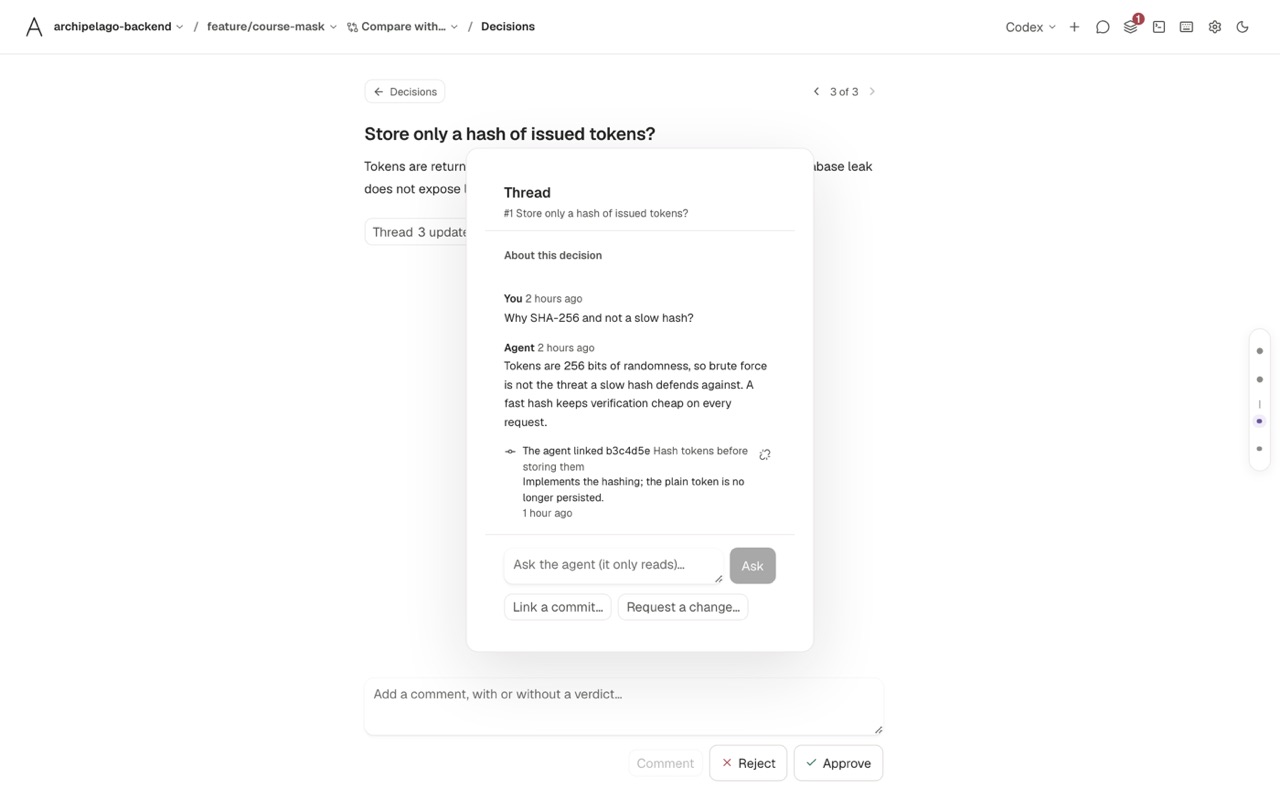 archipelago-backend / feature/course-mask Compare with... / Decisions
Codex
1
Decisions
3 of 3
Store only a hash of issued tokens?
Tokens are return
abase leak
does not expose
Thread 3 update
Thread
#1 Store only a hash of issued tokens?
About this decision
You 2 hours ago
Why SHA-256 and not a slow hash?
Agent 2 hours ago
Tokens are 256 bits of randomness, so brute force
is not the threat a slow hash defends against. A
fast hash keeps verification cheap on every
request.
The agent linked b3c4d5e Hash tokens before
storing them
Implements the hashing; the plain token is no
longer persisted.
1 hour ago
Ask the agent (it only reads)...
Ask
Link a commit...
Request a change...
Add a comment, with or without a verdict...
Comment
Reject
Approve